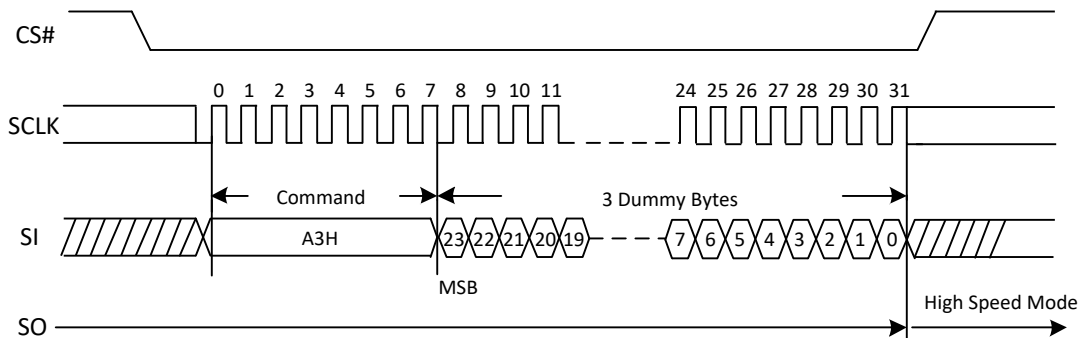 CS#
0 1 2 3 4 5 6 7 8 9 10 11 24 25 26 27 28 29 30 31
SCLK
Command 3 Dummy Bytes
SI A3H 23 22 21 20 19 7 6 5 4 3 2 1 0
MSB
High Speed Mode
SO